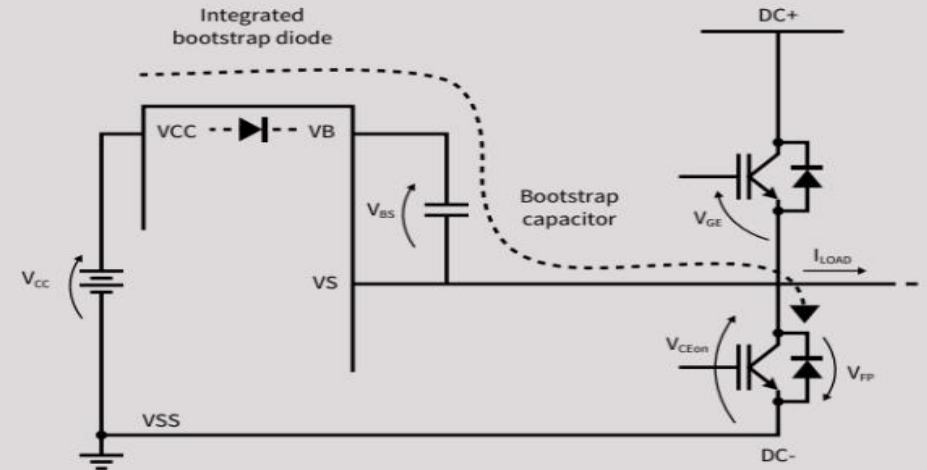 Integrated
bootstrap diode
DC+
VCC
VB
VBS
Bootstrap
capacitor
VGE
ILOAD
VCC
VS
VCEon
VFP
VSS
DC-